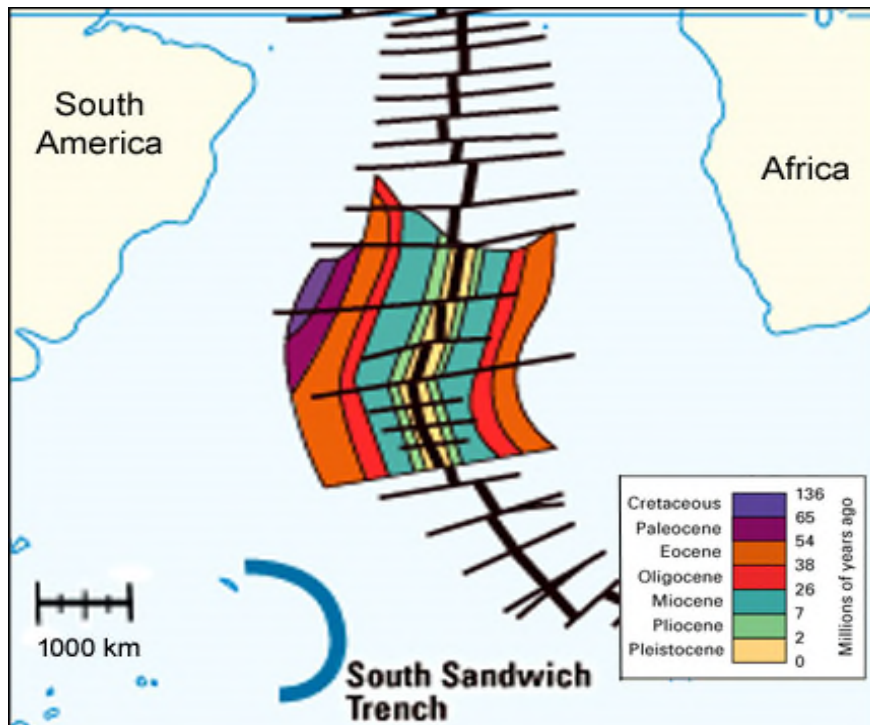 South
America
Africa
Cretaceous
Paleocene
Eocene
Oligocene
Miocene
Pliocene
Pleistocene
136
65
54
38
26
7
2
0
Millions of years ago
1000 km
South Sandwich
Trench